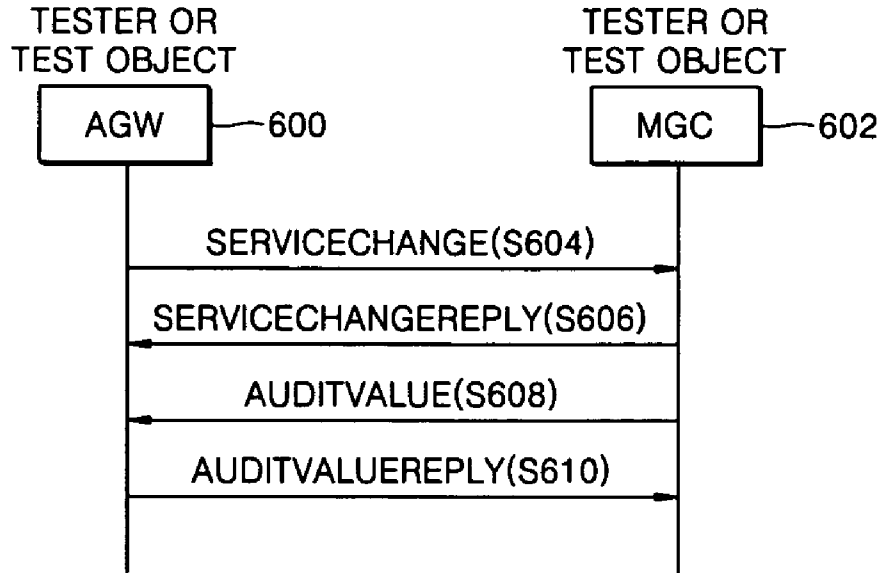 TESTER OR
TEST OBJECT
TESTER OR
TEST OBJECT
AGW
600
MGC
602
SERVICECHANGE(S604)
SERVICECHANGEREPLY(S606)
AUDITVALUE(S608)
AUDITVALUEREPLY(S610)